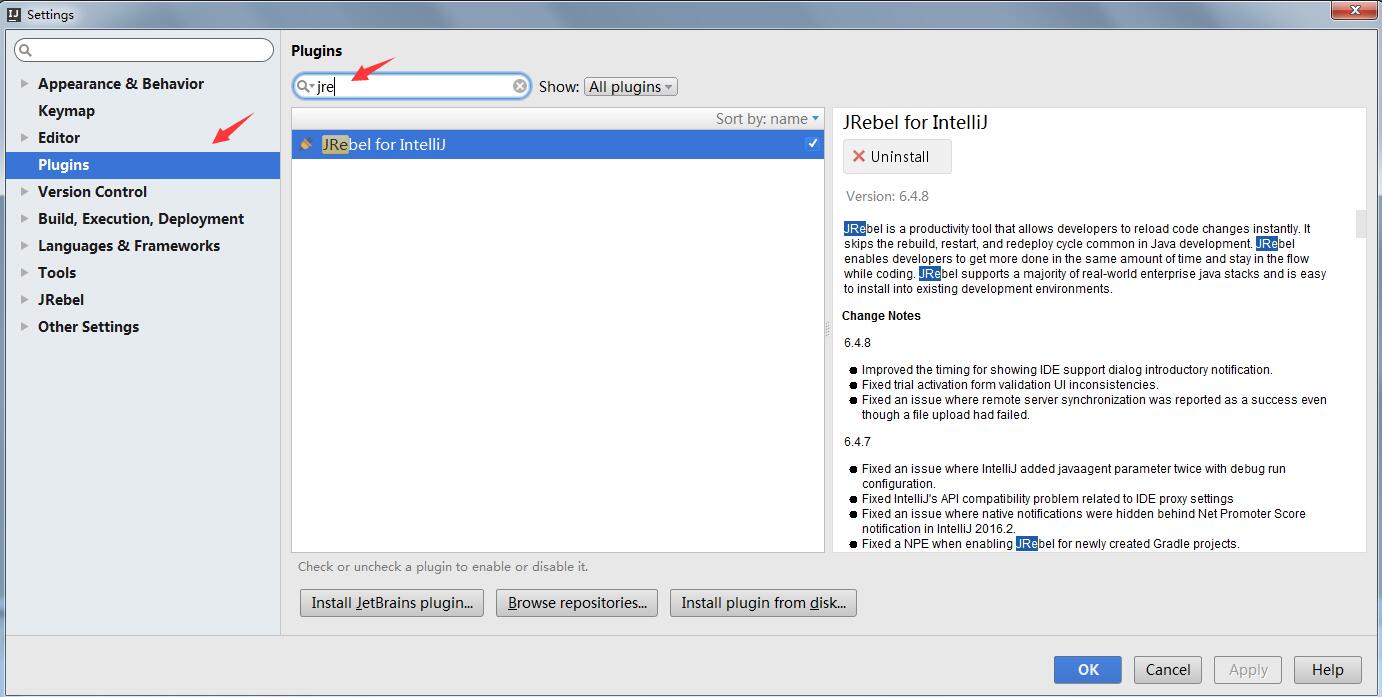 Settings
Appearance & Behavior
Keymap
Editor
Plugins
Version Control
Build, Execution, Deployment
Languages & Frameworks
Tools
JRebel
Other Settings
Plugins
jre
Show: All plugins
Sort by: name
JRebel for IntelliJ
Check or uncheck a plugin to enable or disable it.
Install JetBrains plugin...
Browse repositories...
Install plugin from disk...
JRebel for IntelliJ
Uninstall
Version: 6.4.8
JRebel is a productivity tool that allows developers to reload code changes instantly. It
skips the rebuild, restart, and redeploy cycle common in Java development. JRebel
enables developers to get more done in the same amount of time and stay in the flow
while coding. JRebel supports a majority of real-world enterprise java stacks and is easy
to install into existing development environments.
Change Notes
6.4.8
● Improved the timing for showing IDE support dialog introductory notification.
● Fixed trial activation form validation UI inconsistencies.
● Fixed an issue where remote server synchronization was reported as a success even
though a file upload had failed.
6.4.7
● Fixed an issue where IntelliJ added javaagent parameter twice with debug run
configuration.
● Fixed IntelliJ's API compatibility problem related to IDE proxy settings
● Fixed an issue where native notifications were hidden behind Net Promoter Score
notification in IntelliJ 2016.2.
● Fixed a NPE when enabling JRebel for newly created Gradle projects.
OK
Cancel
Apply
Help